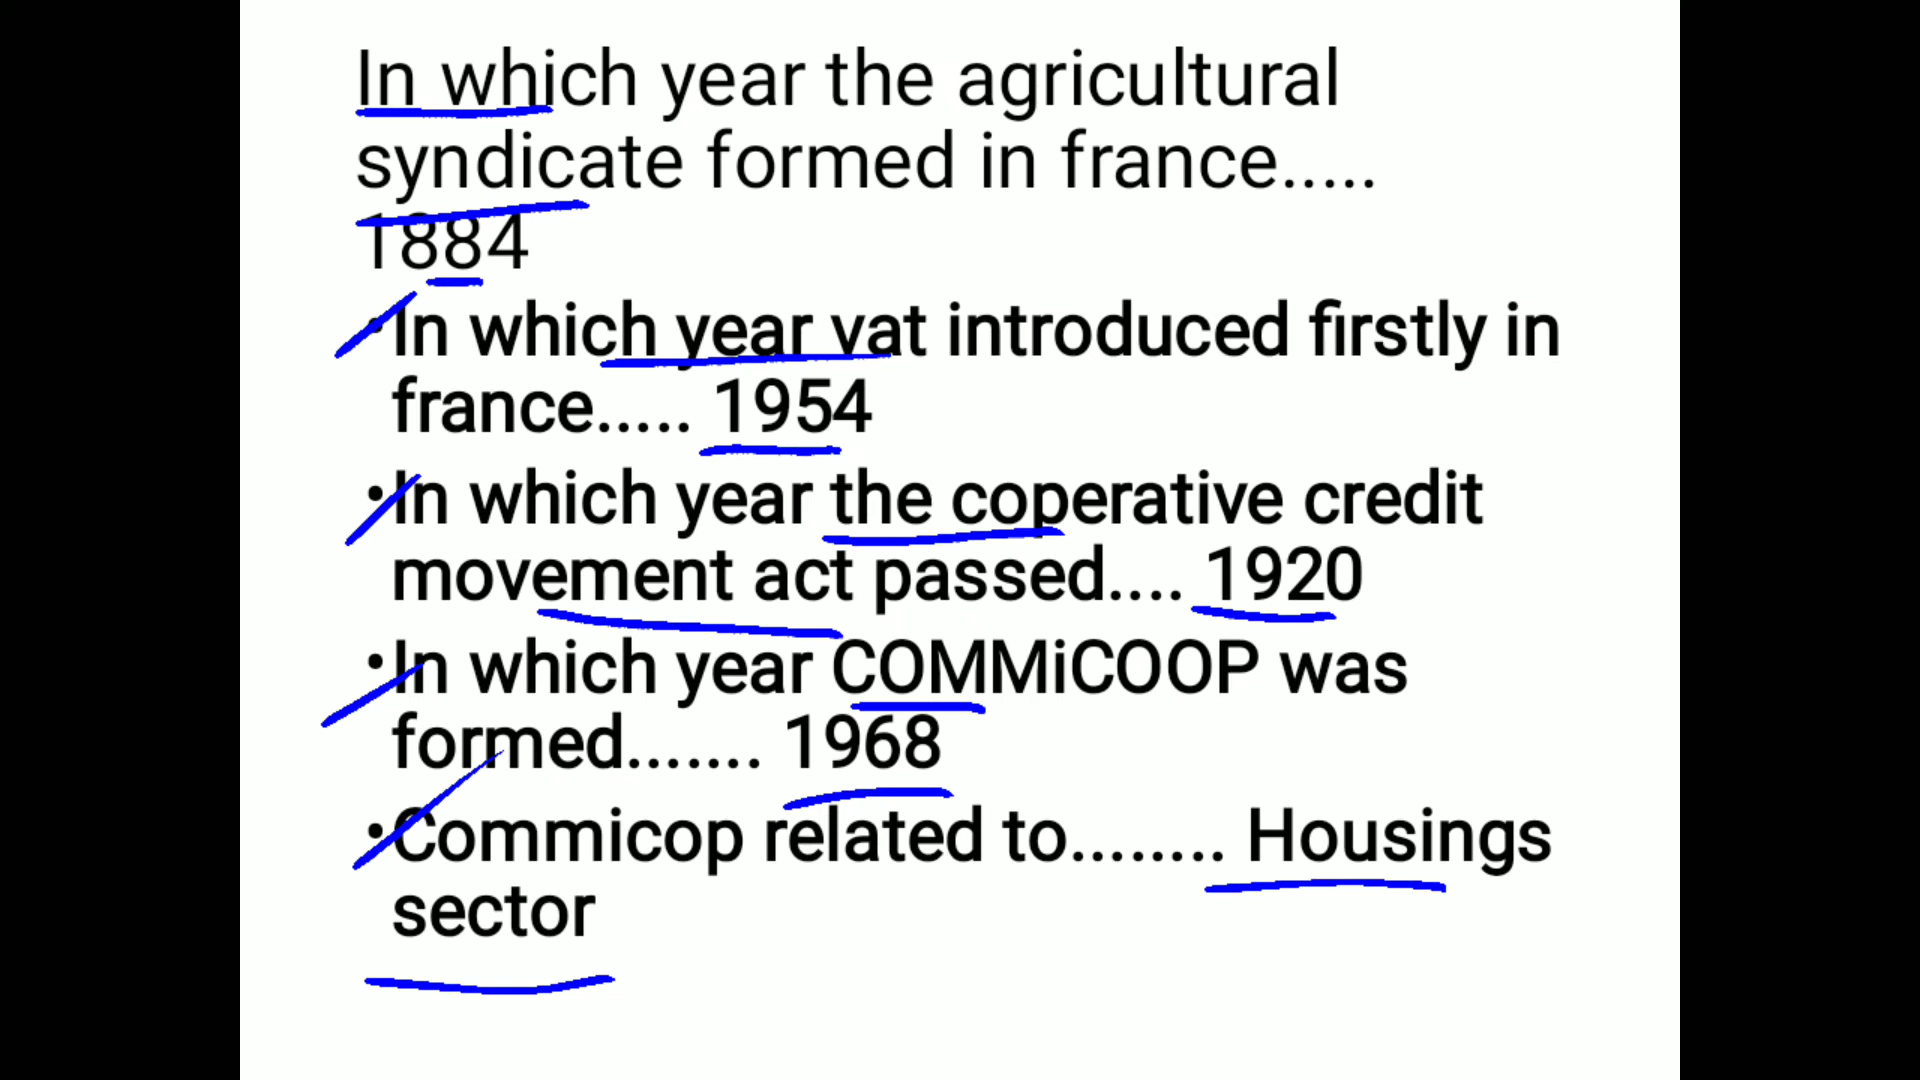 In which year the agricultural
syndicate formed in france.....
1884
•In which year vat introduced firstly in
france..... 1954
•In which year the coperative credit
movement act passed.... 1920
•In which year COMMiCOOP was
formed....... 1968
•Commicop related to........ Housings
sector